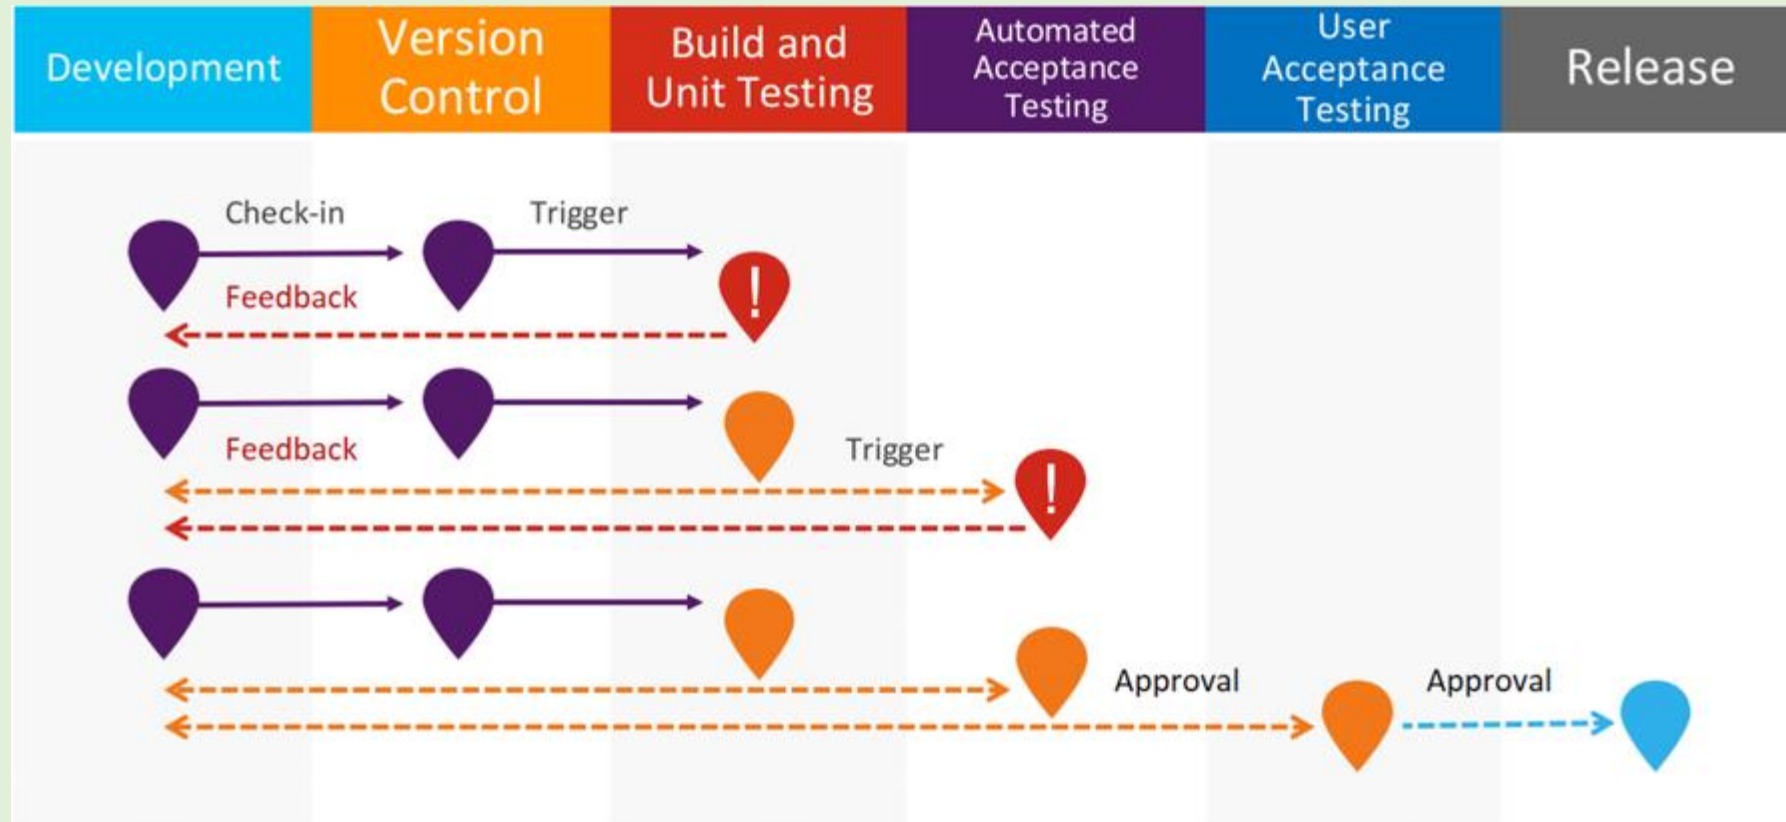 Development
Version
Control
Build and
Unit Testing
Automated
Acceptance
Testing
User
Acceptance
Testing
Release
Check-in
Trigger
!
Feedback
Feedback
Trigger
!
Approval
Approval